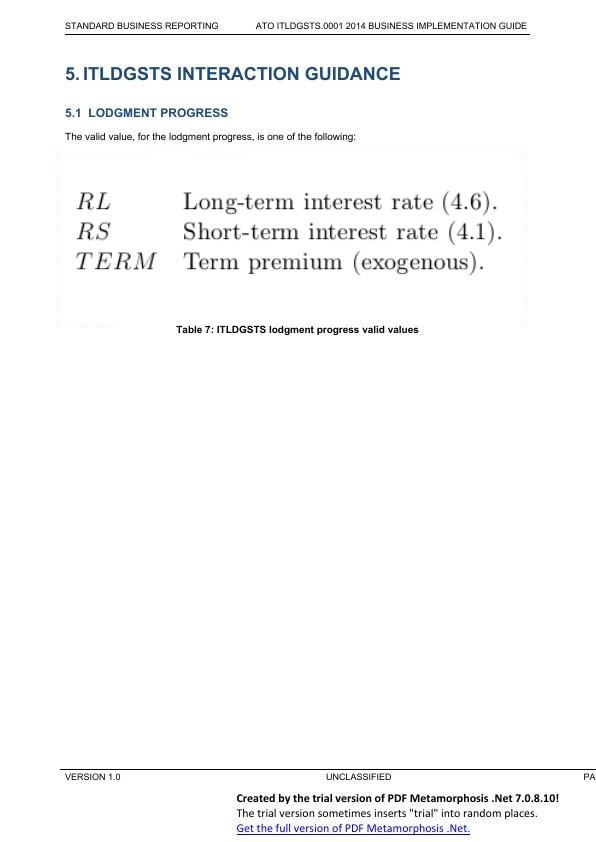 STANDARD BUSINESS REPORTING ATO ITLDGSTS.0001 2014 BUSINESS IMPLEMENTATION GUIDE
5. ITLDGSTS INTERACTION GUIDANCE
5.1 LODGMENT PROGRESS
The valid value, for the lodgment progress, is one of the following:
RL Long-term interest rate (4.6).
RS Short-term interest rate (4.1).
TERM Term premium (exogenous).
Table 7: ITLDGSTS lodgment progress valid values
VERSION 1.0 UNCLASSIFIED PA
Created by the trial version of PDF Metamorphosis .Net 7.0.8.10!
The trial version sometimes inserts "trial" into random places.
Get the full version of PDF Metamorphosis .Net.